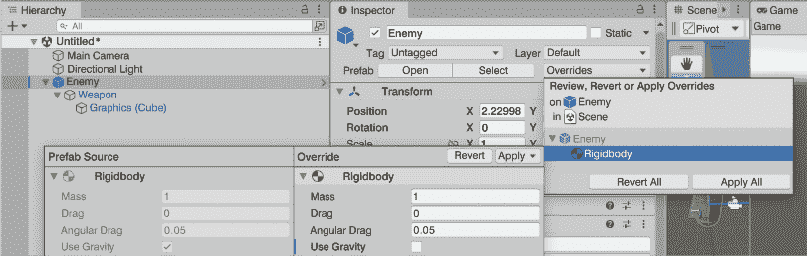 Hierarchy
All
Untitled*
Main Camera
Directional Light
Enemy
Weapon
Graphics (Cube)
Inspector
Enemy
Static
Tag Untagged Layer Default
Prefab Open Select Overrides
Transform
Position X 2.22998 Y
Rotation X 0 Y
Scale X 1 Y
Scene Game
Pivot Game
Review, Revert or Apply Overrides
on Enemy
in Scene
Enemy
Rigidbody
Revert All Apply All
Prefab Source Override Revert Apply
Rigidbody Rigidbody
Mass 1 Mass 1
Drag 0 Drag 0
Angular Drag 0.05 Angular Drag 0.05
Use Gravity Use Gravity